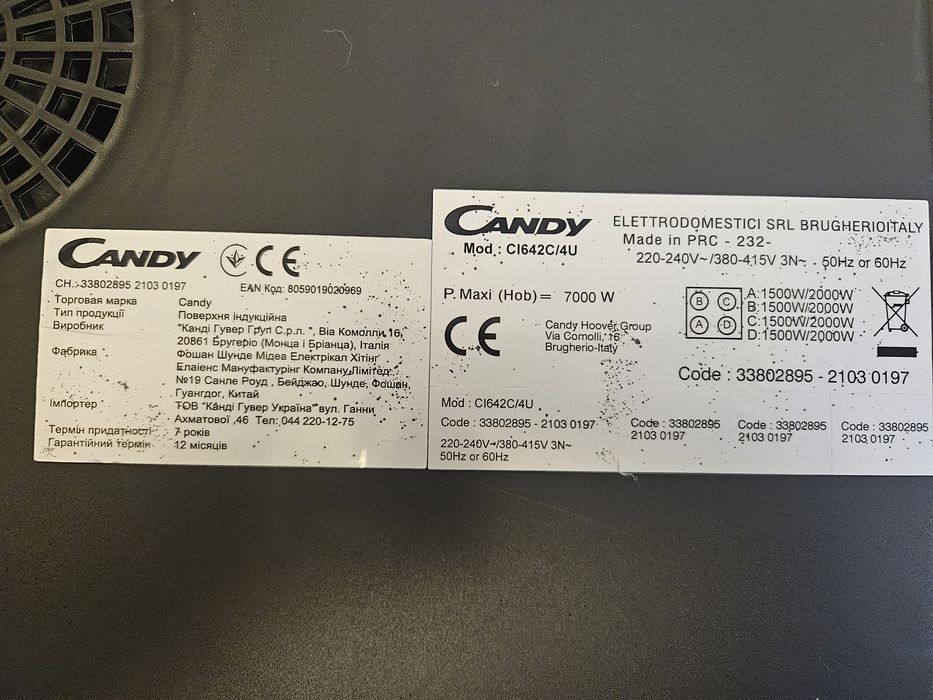 CANDY CE
CH.: 33802895 2103 0197 EAN Код: 8059019020969
Торговая марка Candy
Тип продукції Поверхня індукційна
Виробник "Канді Гувер Груп С.р.л. ", Віа Комолли,16,
20861 Бругеріо (Монца і Бріанца), Італія
Фабрика Фошан Шунде Мідеа Електрікал Хітінг
Елаіенс Мануфактурінг Компану Лімітед
№19 Санле Роуд , Бейджао, Шунде, Фошан,
Гуангдог, Китай
Імпортер ТОВ "Канді Гувер Україна" вул. Ганни
Ахматової ,46 Тел: 044 220-12-75
Термін придатності 7 років
Гарантійний термін 12 місяців
CANDY ELETTRODOMESTICI SRL BRUGHERIOITALY
Mod : CI642C/4U Made in PRC - 232-
220-240V~/380-415V 3N~ 50Hz or 60Hz
P. Maxi (Hob) = 7000 W
B C
A D
A:1500W/2000W
B:1500W/2000W
C:1500W/2000W
D:1500W/2000W
CE
Candy Hoover Group
Via Comolli, 16
Brugherio-Italy
Code : 33802895 - 2103 0197
Mod : CI642C/4U
Code : 33802895 - 2103 0197
220-240V~/380-415V 3N~
50Hz or 60Hz
Code : 33802895
2103 0197
Code : 33802895
2103 0197
Code : 33802895
2103 0197